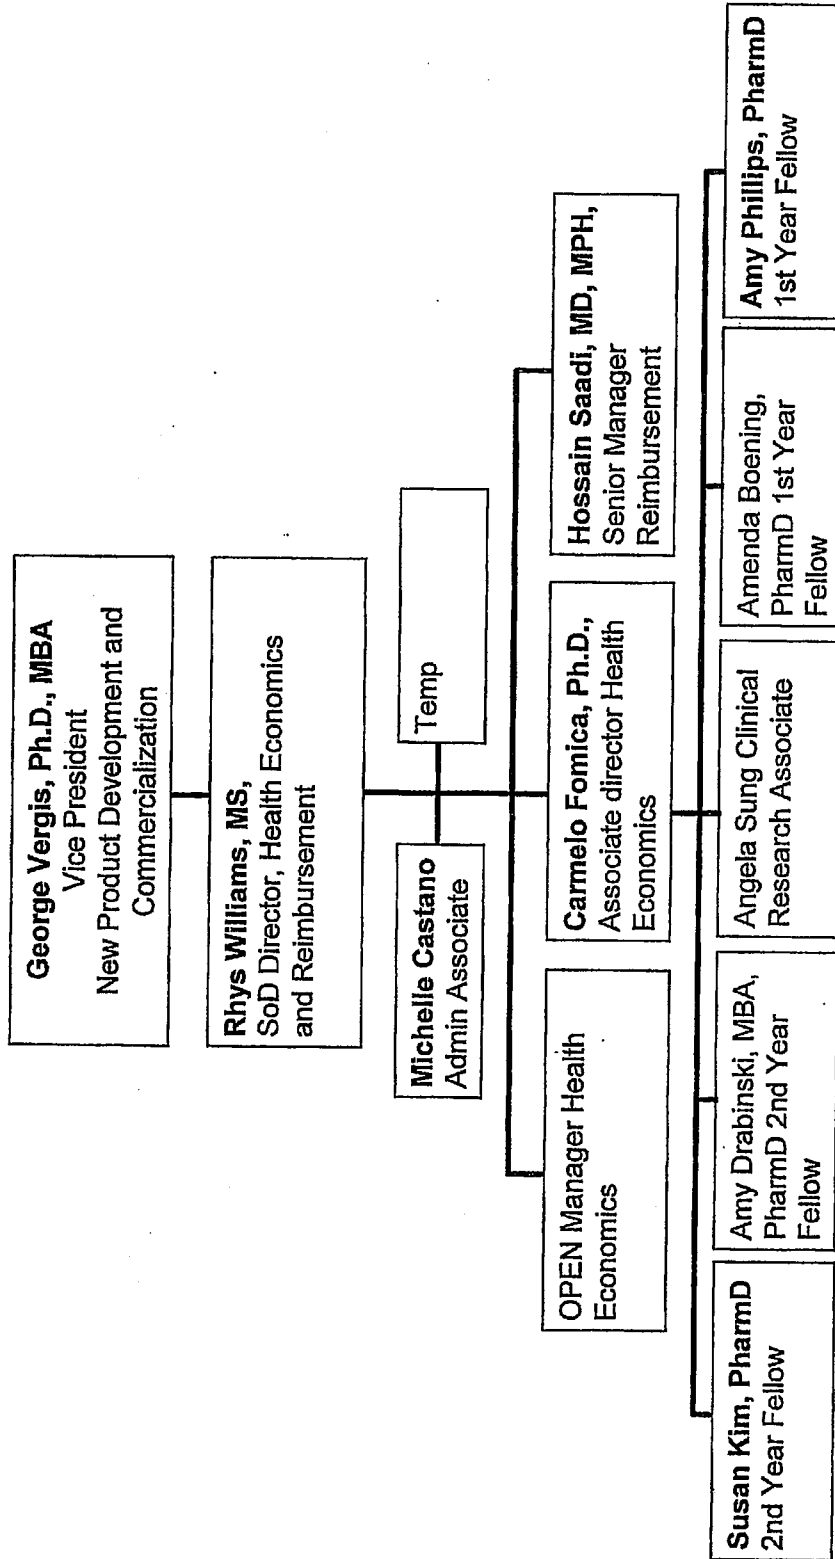 George Vergis, Ph.D., MBA
Vice President
New Product Development and
Commercialization
Rhys Williams, MS,
SoD Director, Health Economics
and Reimbursement
Michelle Castano
Admin Associate
Temp
OPEN Manager Health
Economics
Carmelo Fomica, Ph.D.,
Associate director Health
Economics
Hossain Saadi, MD, MPH,
Senior Manager
Reimbursement
Susan Kim, PharmD
2nd Year Fellow
Amy Drabinski, MBA,
PharmD 2nd Year
Fellow
Angela Sung Clinical
Research Associate
Amenda Boening,
PharmD 1st Year
Fellow
Amy Phillips, PharmD
1st Year Fellow